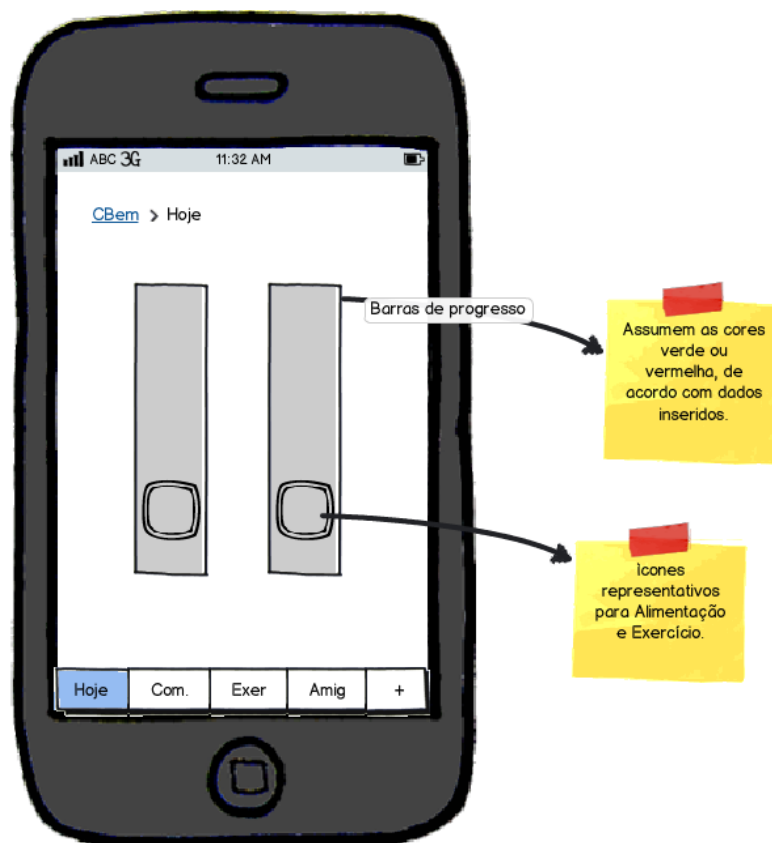 ABC 3G 11:32 AM
CBem > Hoje
Barras de progresso
Assumem as cores
verde ou
vermelha, de
acordo com dados
inseridos.
ìcones
representativos
para Alimentação
e Exercício.
Hoje Com. Exer Amig +